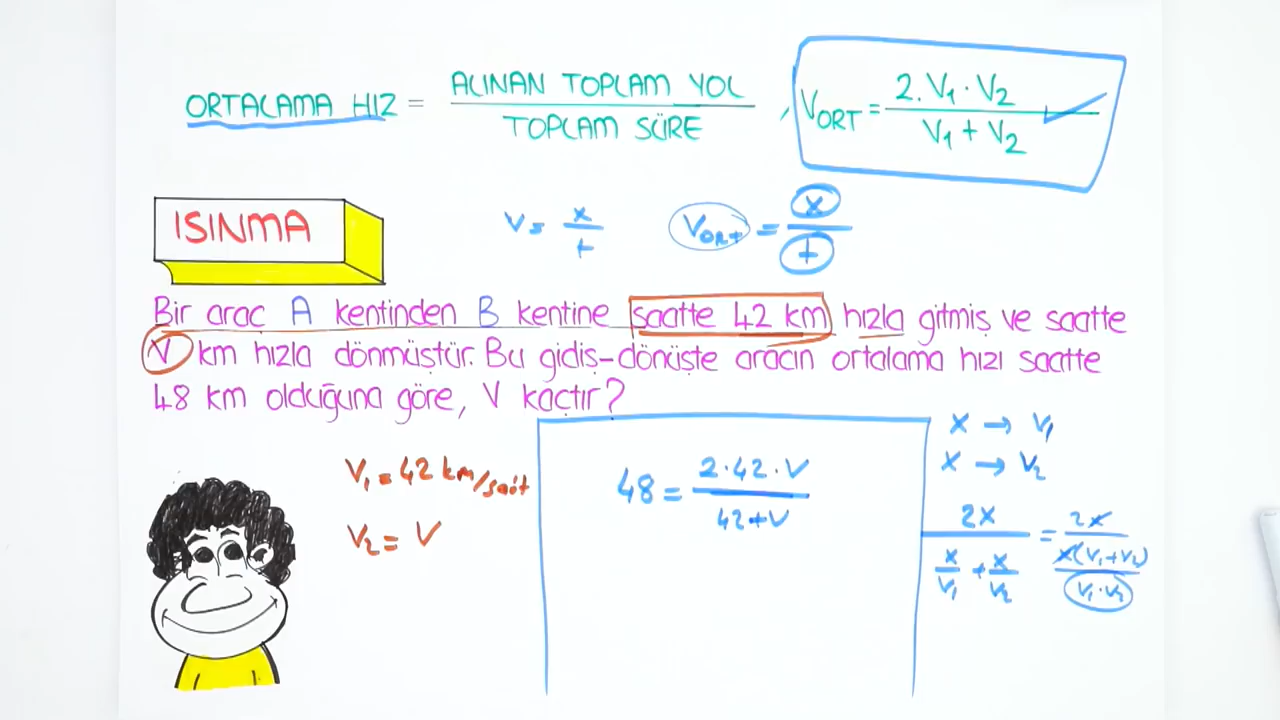 ORTALAMA HIZ = ALINAN TOPLAM YOL / TOPLAM SÜRE , VORT = 2.V1.V2 / V1 + V2
ISINMA
V = x / t
VORT = x / t
Bir araç A kentinden B kentine saatte 42 km hızla gitmiş ve saatte
V km hızla dönmüştür. Bu gidiş-dönüşte aracın ortalama hızı saatte
48 km olduğuna göre, V kaçtır?
V1 = 42 km/saat
V2 = V
48 = 2.42.V / 42+V
x → V1
x → V2
2x / x/V1 + x/V2 = 2x / x(V1+V2) / V1.V2